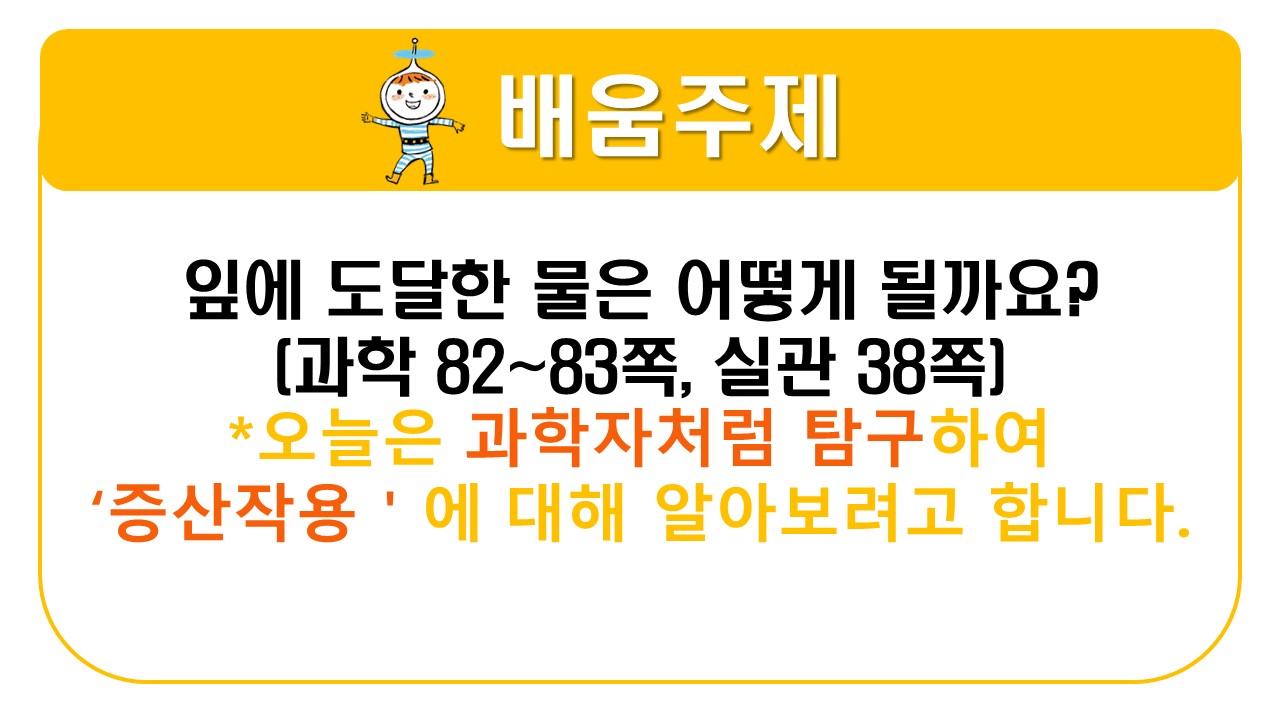 배움주제
잎에 도달한 물은 어떻게 될까요?
(과학 82~83쪽, 실관 38쪽)
*오늘은 과학자처럼 탐구하여
‘증산작용 ' 에 대해 알아보려고 합니다.